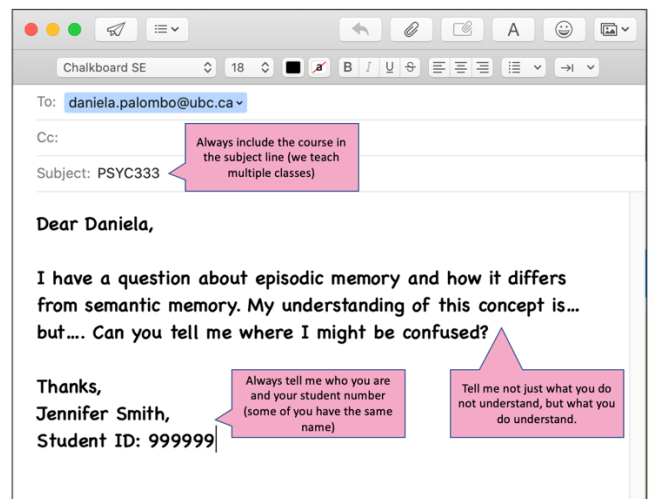 Chalkboard SE 18 a B I U S
To: daniela.palombo@ubc.ca
Cc:
Subject: PSYC333
Always include the course in
the subject line (we teach
multiple classes)
Dear Daniela,
I have a question about episodic memory and how it differs
from semantic memory. My understanding of this concept is...
but.... Can you tell me where I might be confused?
Thanks,
Jennifer Smith,
Student ID: 999999
Always tell me who you are
and your student number
(some of you have the same
name)
Tell me not just what you do
not understand, but what you
do understand.